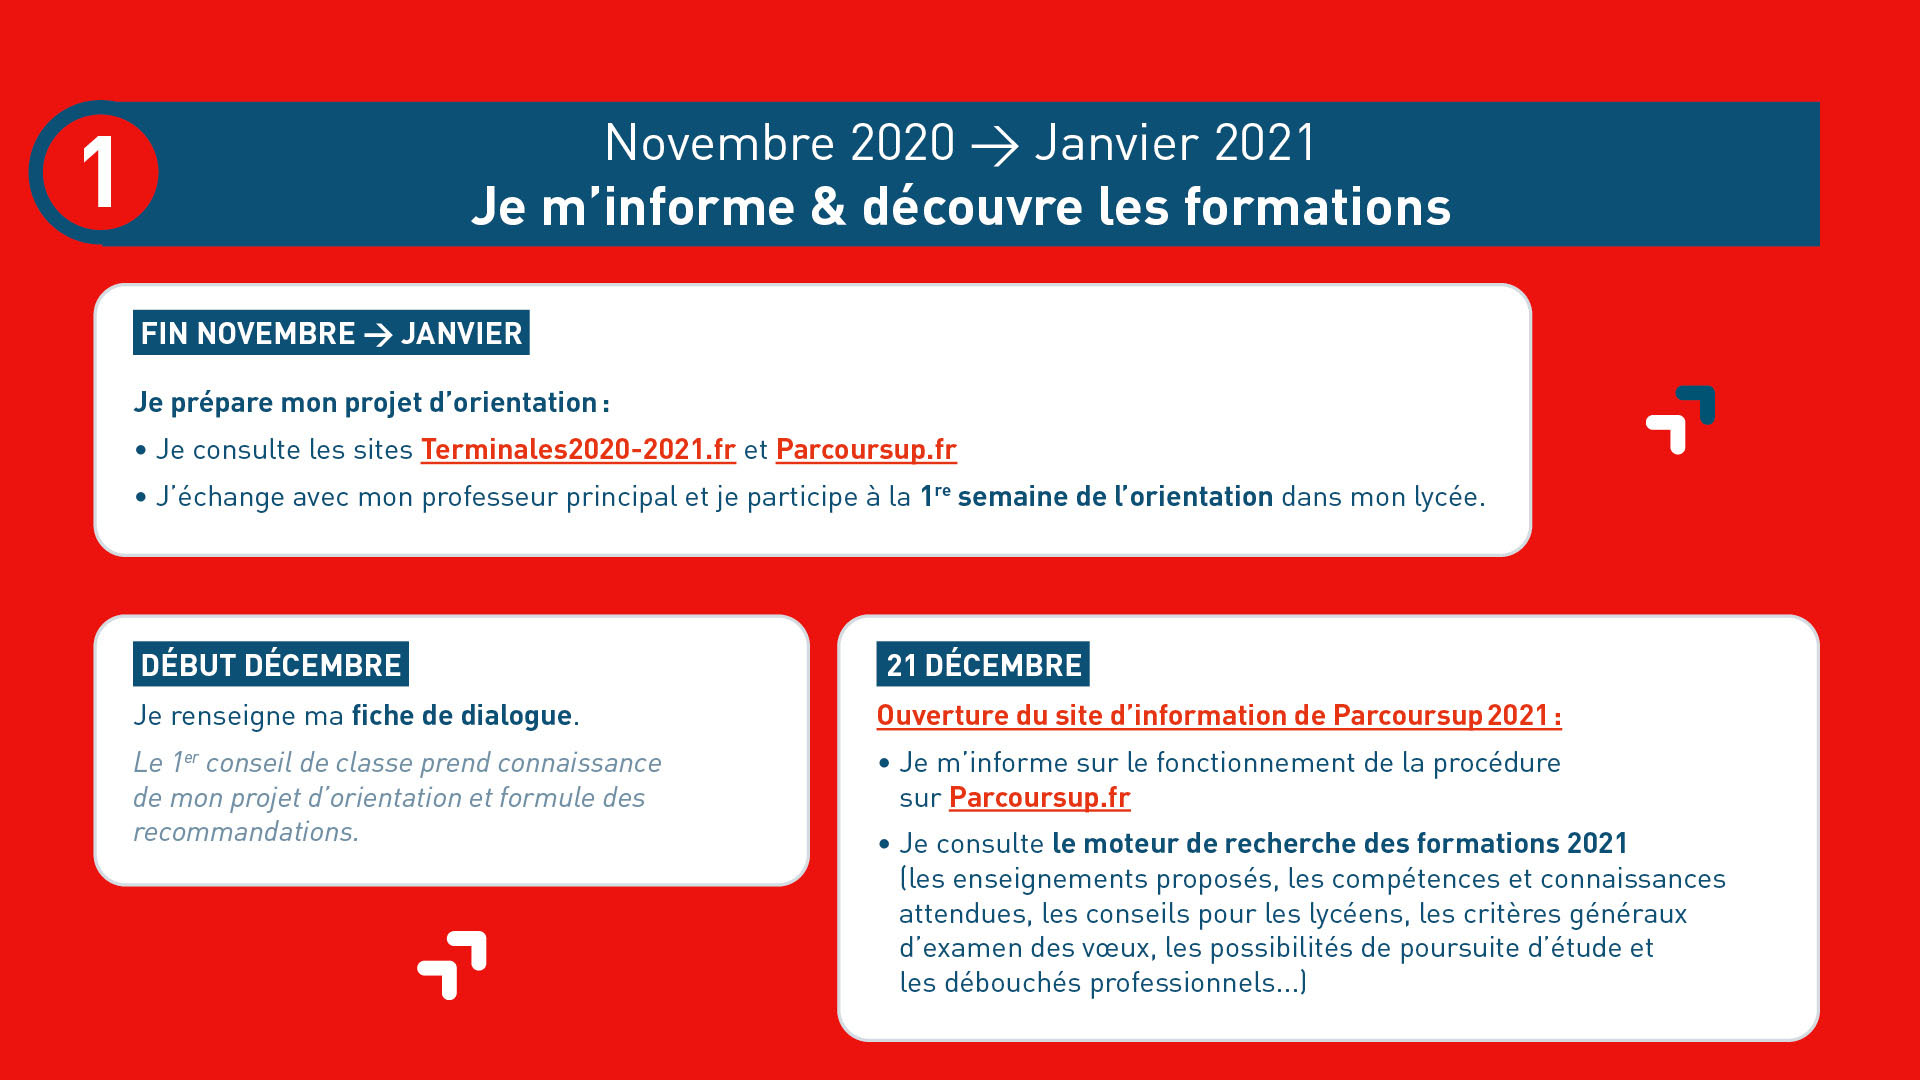 1
Novembre 2020 → Janvier 2021
Je m’informe & découvre les formations
FIN NOVEMBRE → JANVIER
Je prépare mon projet d’orientation :
• Je consulte les sites Terminales2020-2021.fr et Parcoursup.fr
• J’échange avec mon professeur principal et je participe à la 1re semaine de l’orientation dans mon lycée.
DÉBUT DÉCEMBRE
Je renseigne ma fiche de dialogue.
Le 1er conseil de classe prend connaissance
de mon projet d’orientation et formule des
recommandations.
21 DÉCEMBRE
Ouverture du site d’information de Parcoursup 2021 :
• Je m’informe sur le fonctionnement de la procédure
sur Parcoursup.fr
• Je consulte le moteur de recherche des formations 2021
(les enseignements proposés, les compétences et connaissances
attendues, les conseils pour les lycéens, les critères généraux
d’examen des vœux, les possibilités de poursuite d’étude et
les débouchés professionnels...)